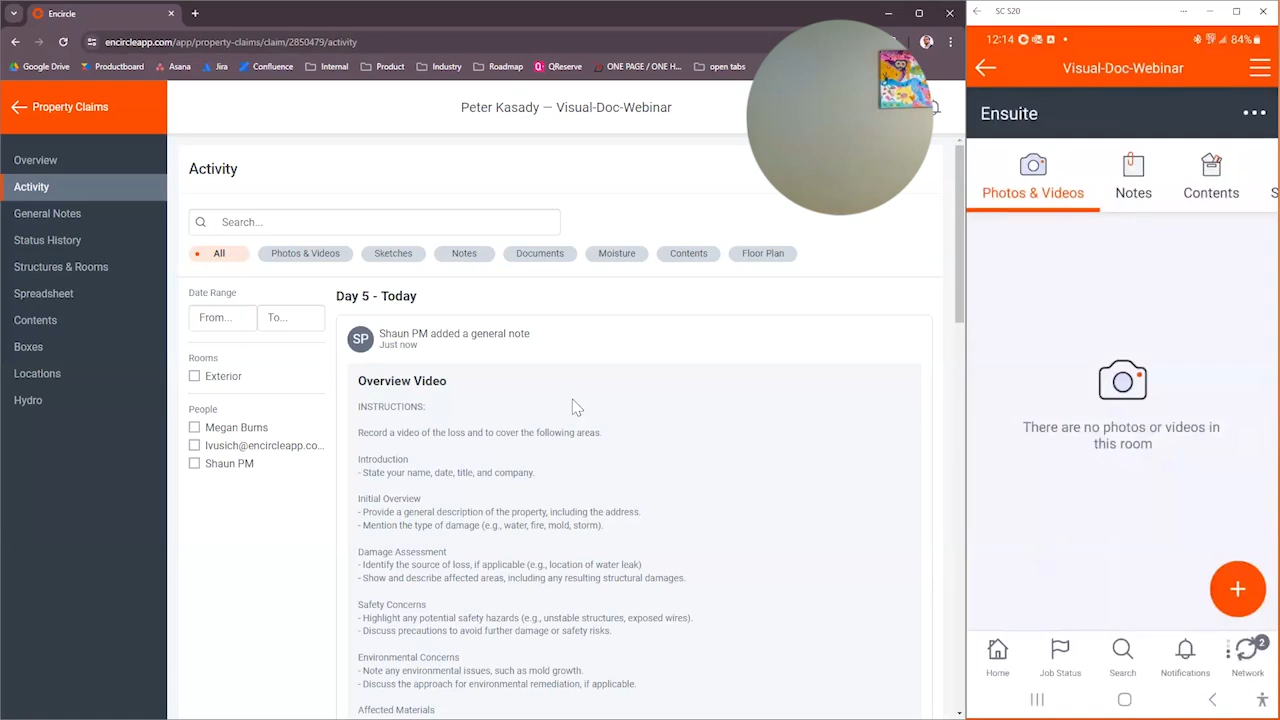 Encircle
encircleapp.com/app/property-claims/claim/2850479/activity
Google Drive Productboard Asana Jira Confluence Internal Product Industry Roadmap QReserve ONE PAGE / ONE H... open tabs
Property Claims
Peter Kasady — Visual-Doc-Webinar
Overview
Activity
General Notes
Status History
Structures & Rooms
Spreadsheet
Contents
Boxes
Locations
Hydro
Activity
Search...
All Photos & Videos Sketches Notes Documents Moisture Contents Floor Plan
Date Range
From... To...
Rooms
Exterior
People
Megan Burns
lvusich@encircleapp.co...
Shaun PM
Day 5 - Today
SP
Shaun PM added a general note
Just now
Overview Video
INSTRUCTIONS:
Record a video of the loss and to cover the following areas.
Introduction
- State your name, date, title, and company.
Initial Overview
- Provide a general description of the property, including the address.
- Mention the type of damage (e.g., water, fire, mold, storm).
Damage Assessment
- Identify the source of loss, if applicable (e.g., location of water leak)
- Show and describe affected areas, including any resulting structural damages.
Safety Concerns
- Highlight any potential safety hazards (e.g., unstable structures, exposed wires).
- Discuss precautions to avoid further damage or safety risks.
Environmental Concerns
- Note any environmental issues, such as mold growth.
- Discuss the approach for environmental remediation, if applicable.
Affected Materials
SC S20
12:14 84%
Visual-Doc-Webinar
Ensuite
Photos & Videos Notes Contents S
There are no photos or videos in
this room
Home Job Status Search Notifications Network
2